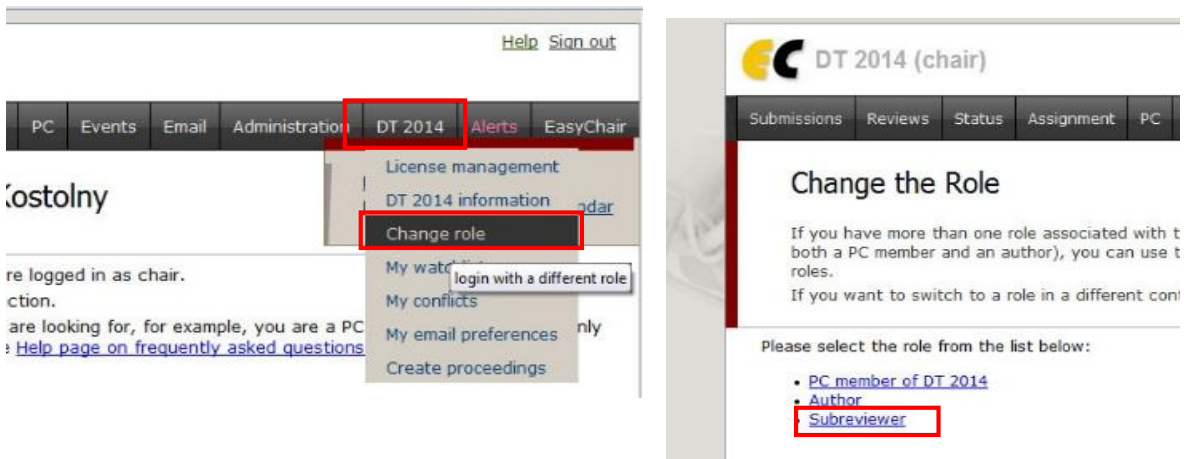 Help Sign out
PC Events Email Administration DT 2014 Alerts EasyChair
Kostolny
License management
DT 2014 information
Change role
My
login with a different role
My conflicts
My email preferences
Create proceedings
re logged in as chair.
ction.
are looking for, for example, you are a PC
nly
Help page on frequently asked questions
DT 2014 (chair)
Submissions Reviews Status Assignment PC
Change the Role
If you have more than one role associated with t
both a PC member and an author), you can use t
roles.
If you want to switch to a role in a different conf
Please select the role from the list below:
• PC member of DT 2014
• Author
• Subreviewer